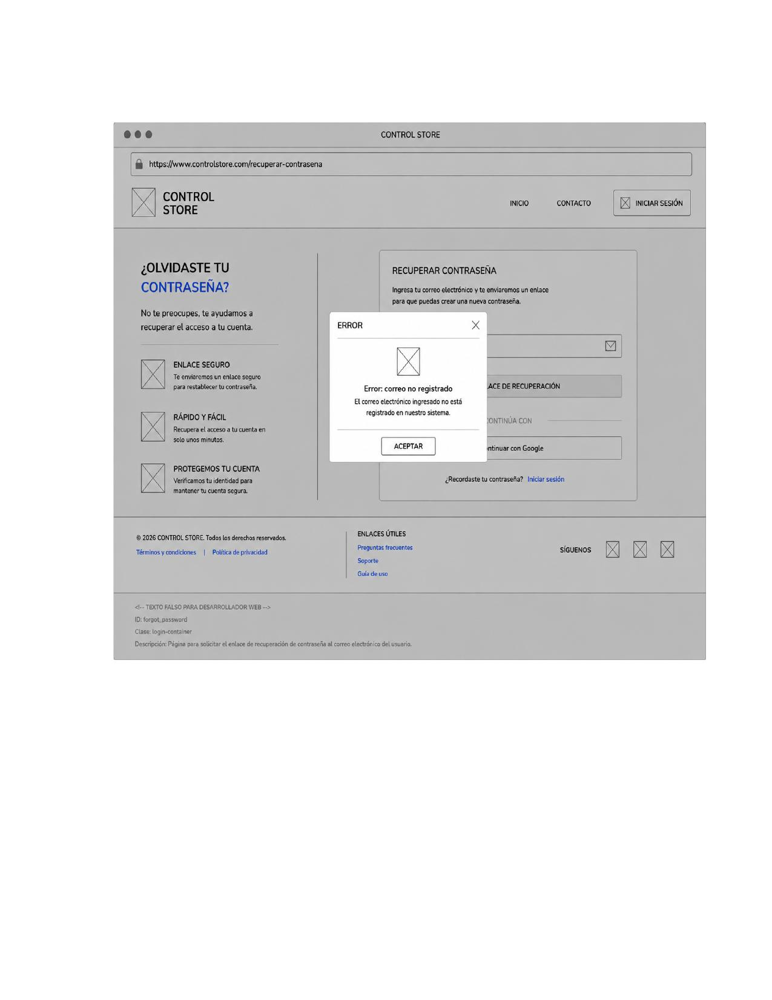 CONTROL STORE
https://www.controlstore.com/recuperar-contrasena
CONTROL
STORE
INICIO
CONTACTO
INICIAR SESIÓN
¿OLVIDASTE TU
CONTRASEÑA?
No te preocupes, te ayudamos a
recuperar el acceso a tu cuenta.
ENLACE SEGURO
Te enviaremos un enlace seguro
para restablecer tu contraseña.
RÁPIDO Y FÁCIL
Recupera el acceso a tu cuenta en
solo unos minutos.
PROTEGEMOS TU CUENTA
Verificamos tu identidad para
mantener tu cuenta segura.
RECUPERAR CONTRASEÑA
Ingresa tu correo electrónico y te enviaremos un enlace
para que puedas crear una nueva contraseña.
ERROR
Error: correo no registrado
El correo electrónico ingresado no está
registrado en nuestro sistema.
ACEPTAR
LACE DE RECUPERACIÓN
CONTINÚA CON
ntinuar con Google
¿Recordaste tu contraseña? Iniciar sesión
© 2026 CONTROL STORE. Todos los derechos reservados.
Términos y condiciones | Política de privacidad
ENLACES ÚTILES
Preguntas frecuentes
Soporte
Guía de uso
SÍGUENOS
<!-- TEXTO FALSO PARA DESARROLLADOR WEB -->
ID: forgot_password
Clase: login-container
Descripción: Página para solicitar el enlace de recuperación de contraseña al correo electrónico del usuario.